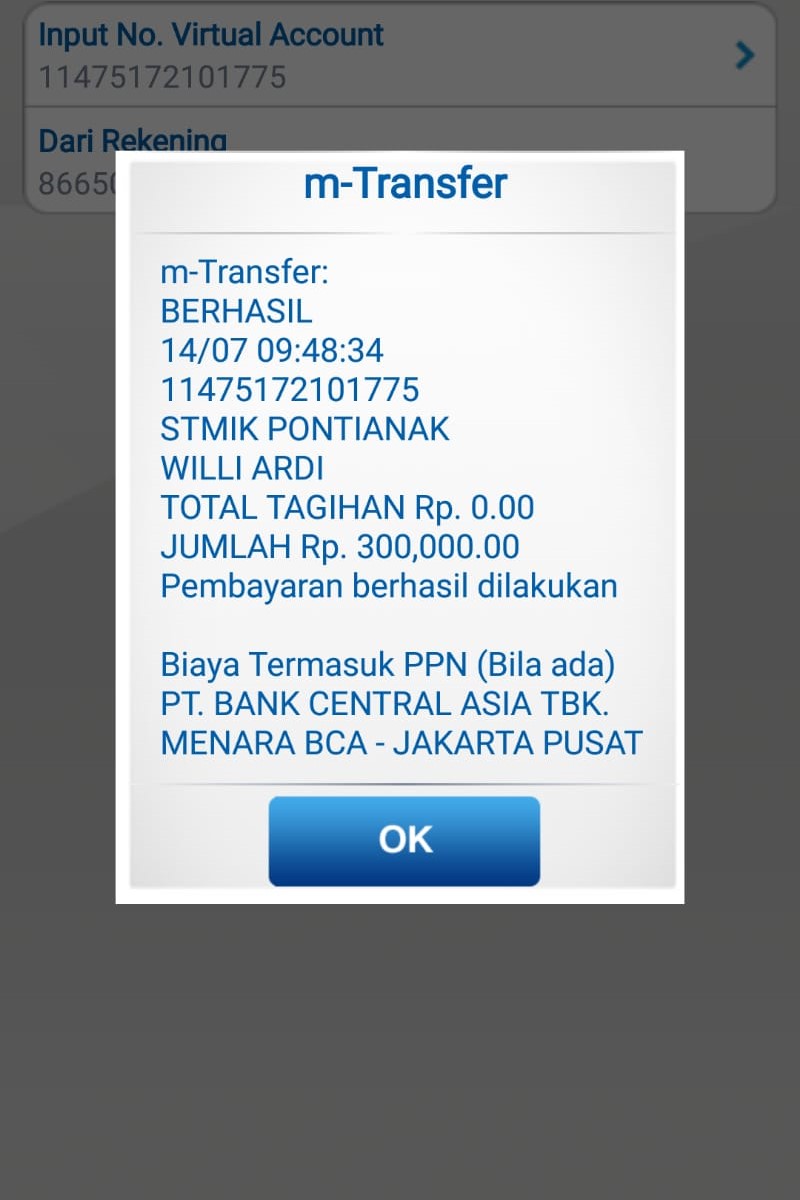 Input No. Virtual Account
11475172101775
Dari Rekening
86650
m-Transfer
m-Transfer:
BERHASIL
14/07 09:48:34
11475172101775
STMIK PONTIANAK
WILLI ARDI
TOTAL TAGIHAN Rp. 0.00
JUMLAH Rp. 300,000.00
Pembayaran berhasil dilakukan
Biaya Termasuk PPN (Bila ada)
PT. BANK CENTRAL ASIA TBK.
MENARA BCA - JAKARTA PUSAT
OK